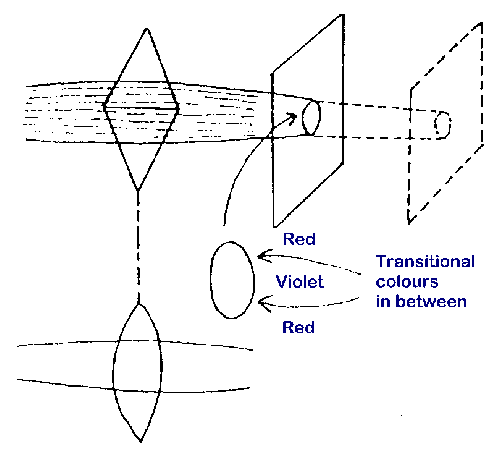 Red
Violet
Red
Transitional
colours
in between